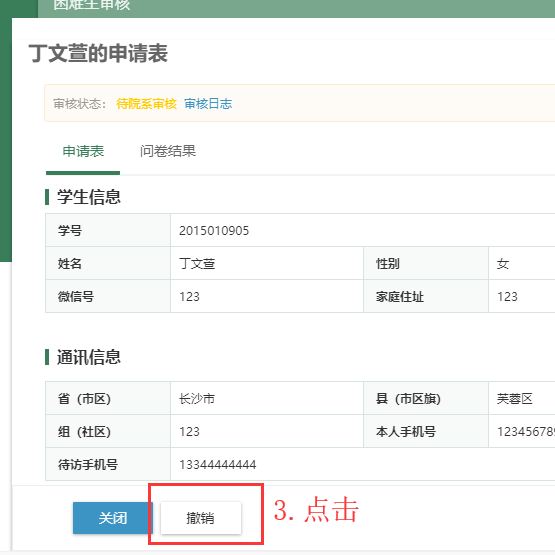 困难生审核
丁文萱的申请表
审核状态： 待院系审核 审核日志
申请表 问卷结果
学生信息
学号 2015010905
姓名 丁文萱 性别 女
微信号 123 家庭住址 123
通讯信息
省（市区） 长沙市 县（市区旗） 芙蓉区
组（社区） 123 本人手机号 123456789
待访手机号 13344444444
关闭 撤销 3.点击